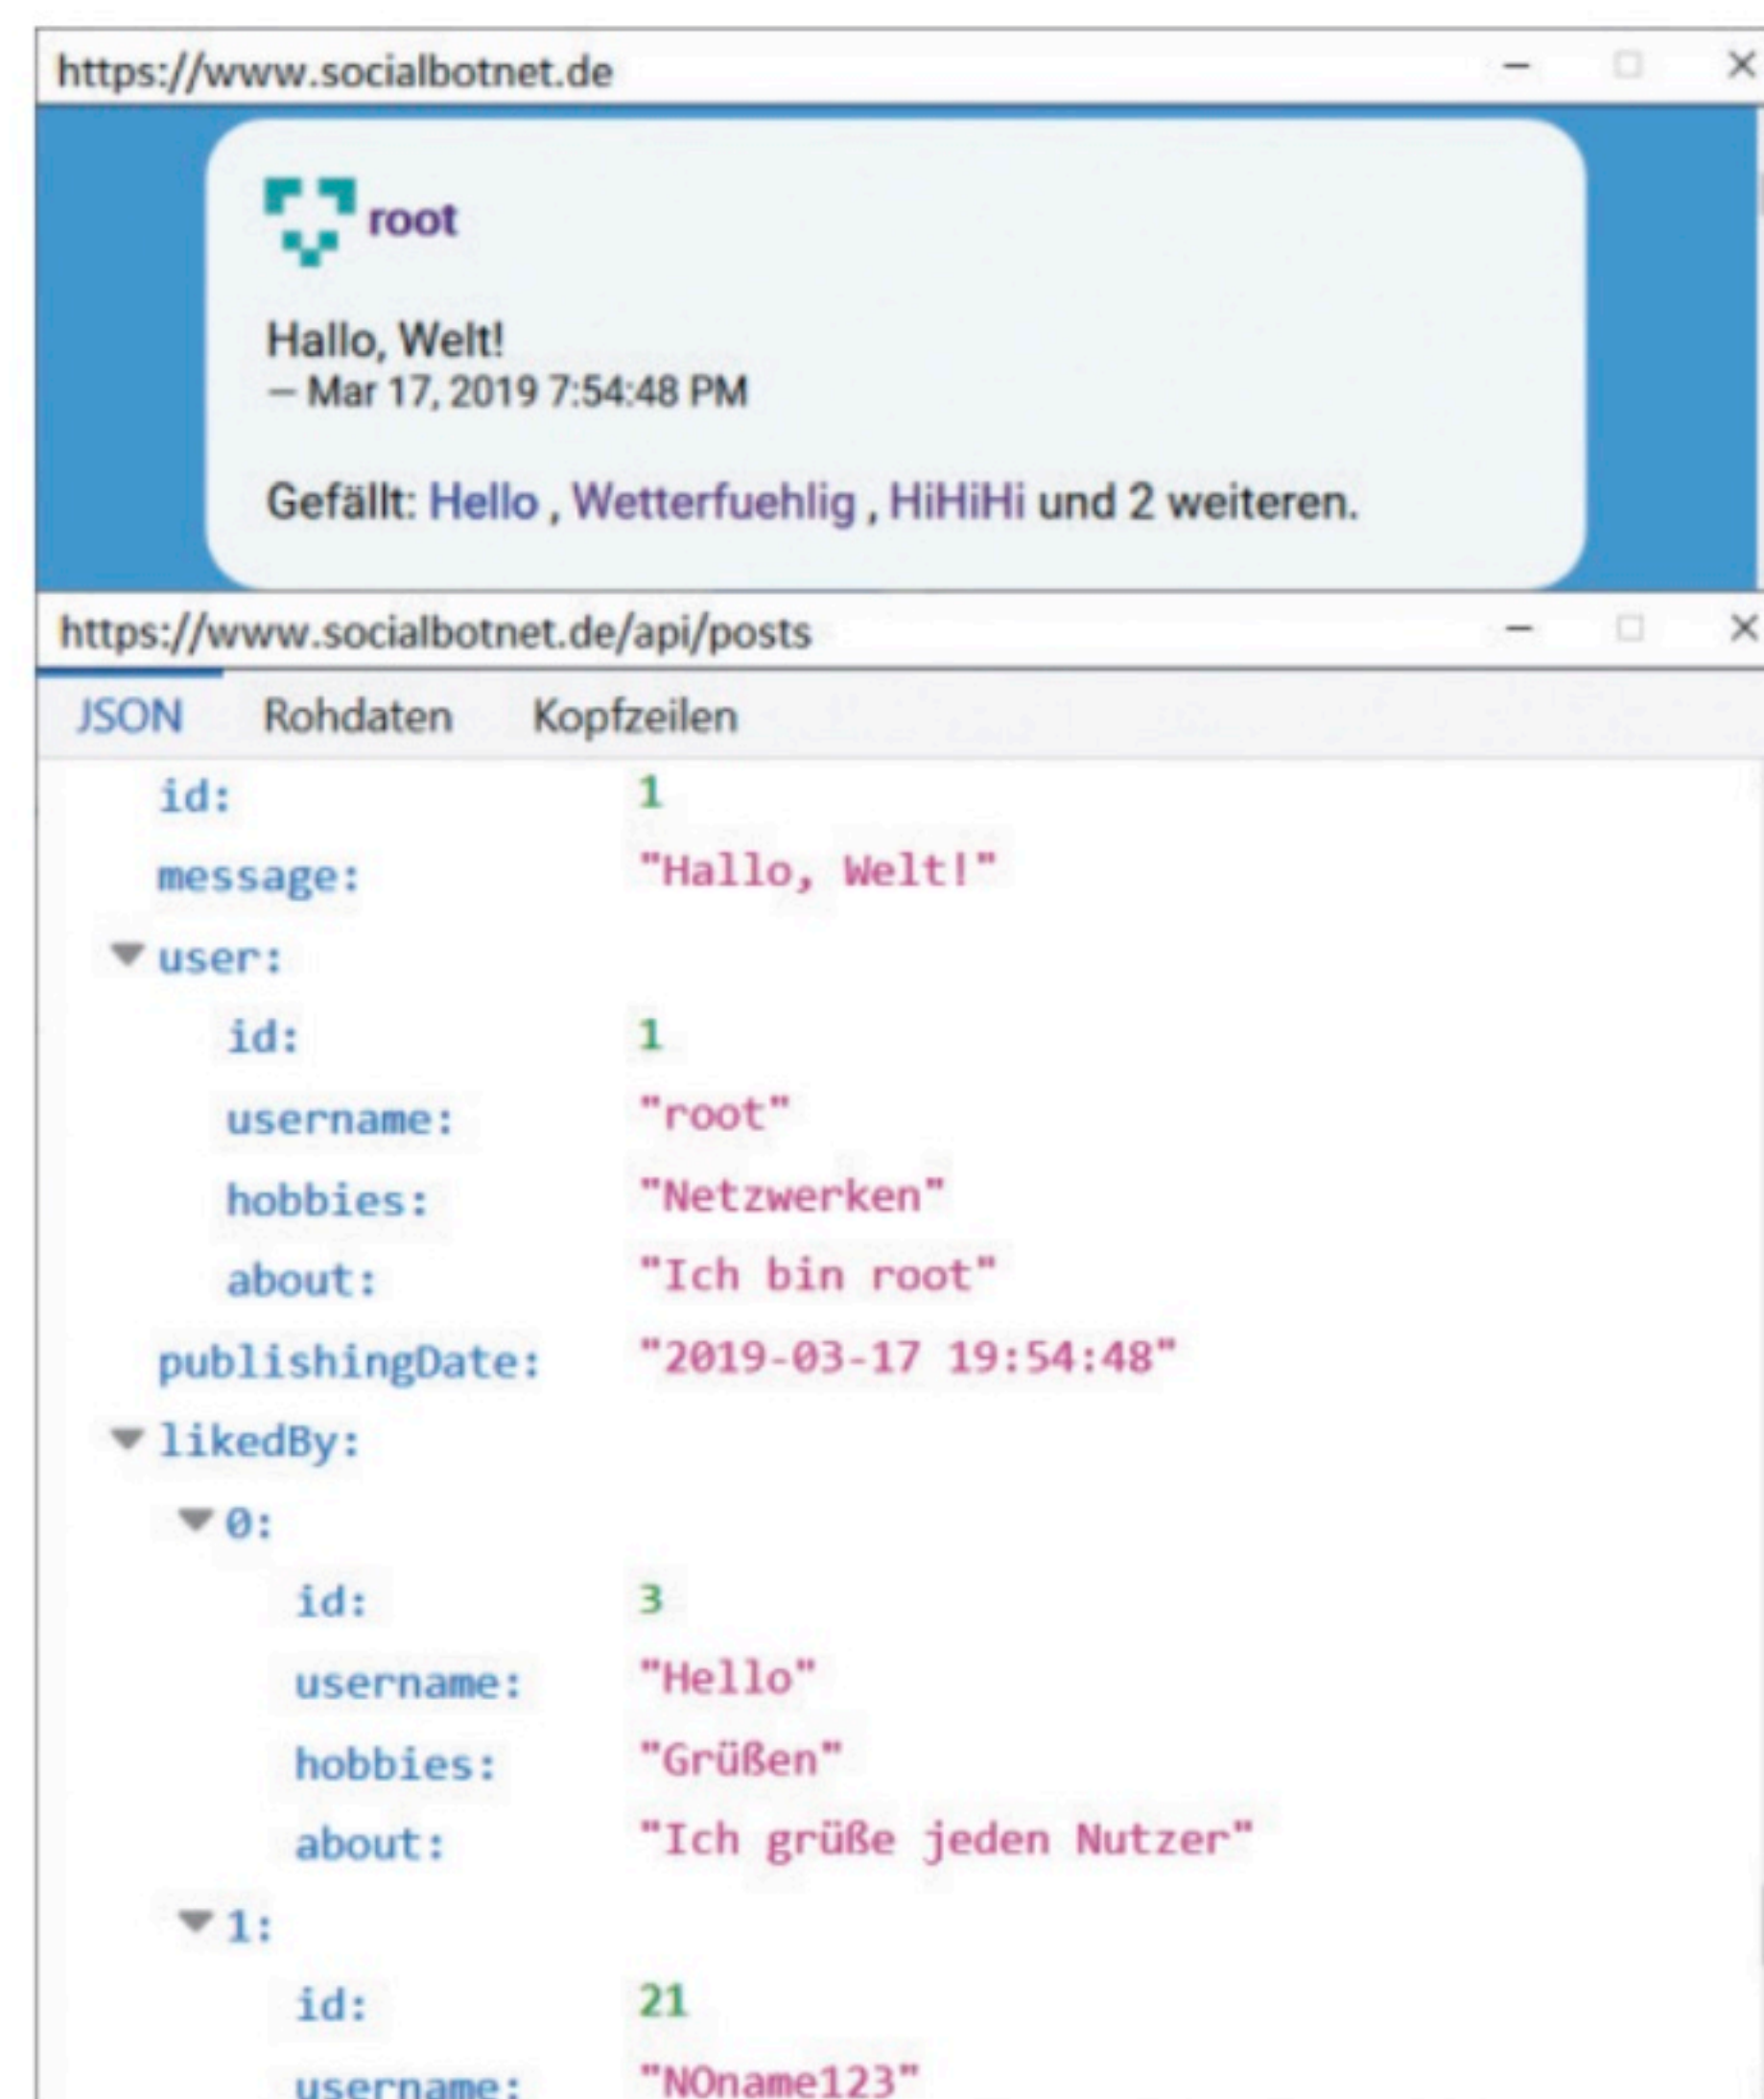 https://www.socialbotnet.de
root
Hallo, Welt!
– Mar 17, 2019 7:54:48 PM
Gefällt: Hello , Wetterfuehlig , HiHiHi und 2 weiteren.
https://www.socialbotnet.de/api/posts
JSON Rohdaten Kopfzeilen
id: 1
message: "Hallo, Welt!"
user:
id: 1
username: "root"
hobbies: "Netzwerken"
about: "Ich bin root"
publishingDate: "2019-03-17 19:54:48"
likedBy:
0:
id: 3
username: "Hello"
hobbies: "Grüßen"
about: "Ich grüße jeden Nutzer"
1:
id: 21
username: "NOname123"